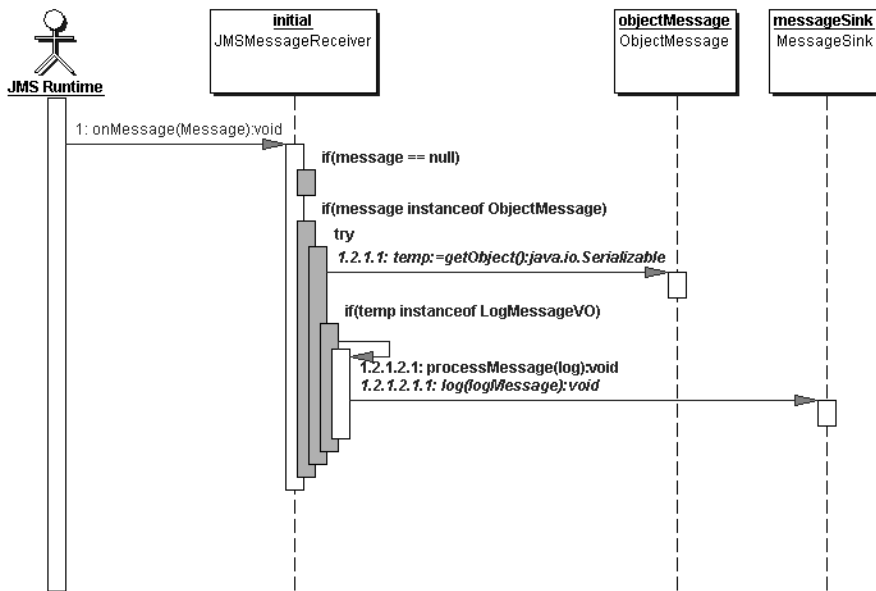 initial
JMSMessageReceiver
objectMessage
ObjectMessage
messageSink
MessageSink
JMS Runtime
1: onMessage(Message):void
if(message == null)
if(message instanceof ObjectMessage)
try
1.2.1.1: temp:=getObject():java.io.Serializable
if(temp instanceof LogMessageVO)
1.2.1.2.1: processMessage(log):void
1.2.1.2.1.1: log(logMessage):void